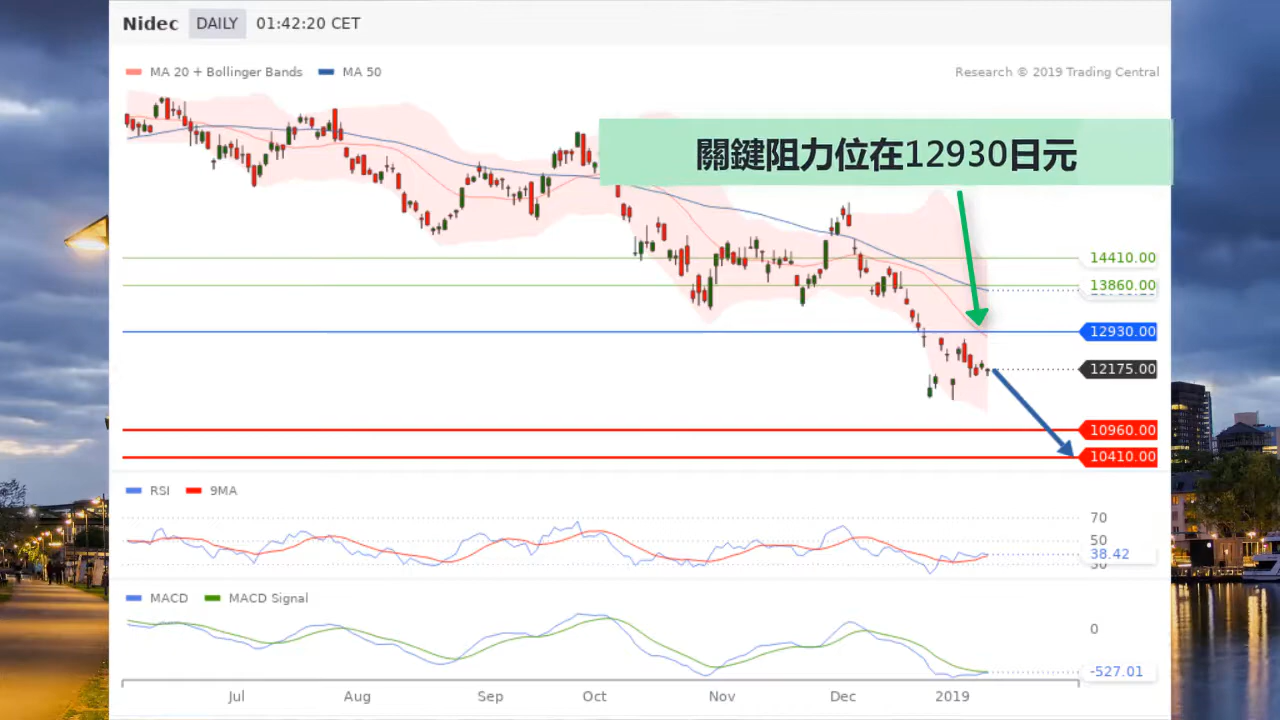 Nidec DAILY 01:42:20 CET
MA 20 + Bollinger Bands MA 50 Research © 2019 Trading Central
關鍵阻力位在12930日元
14410.00
13860.00
12930.00
12175.00
10960.00
10410.00
RSI 9MA
70
50
38.42
30
MACD MACD Signal
0
-527.01
Jul Aug Sep Oct Nov Dec 2019